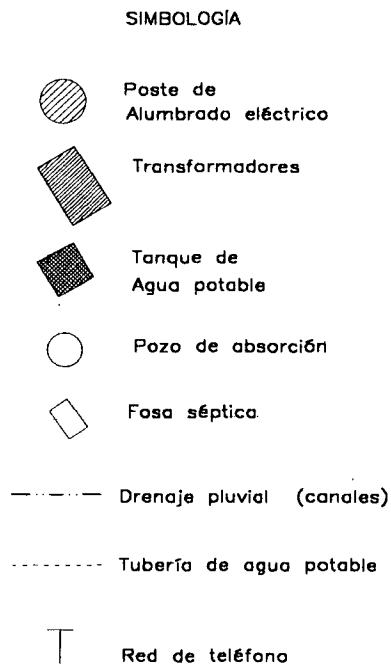 SIMBOLOGÍA
Poste de
Alumbrado eléctrico
Transformadores
Tanque de
Agua potable
Pozo de absorción
Fosa séptica
Drenaje pluvial (canales)
Tubería de agua potable
Red de teléfono